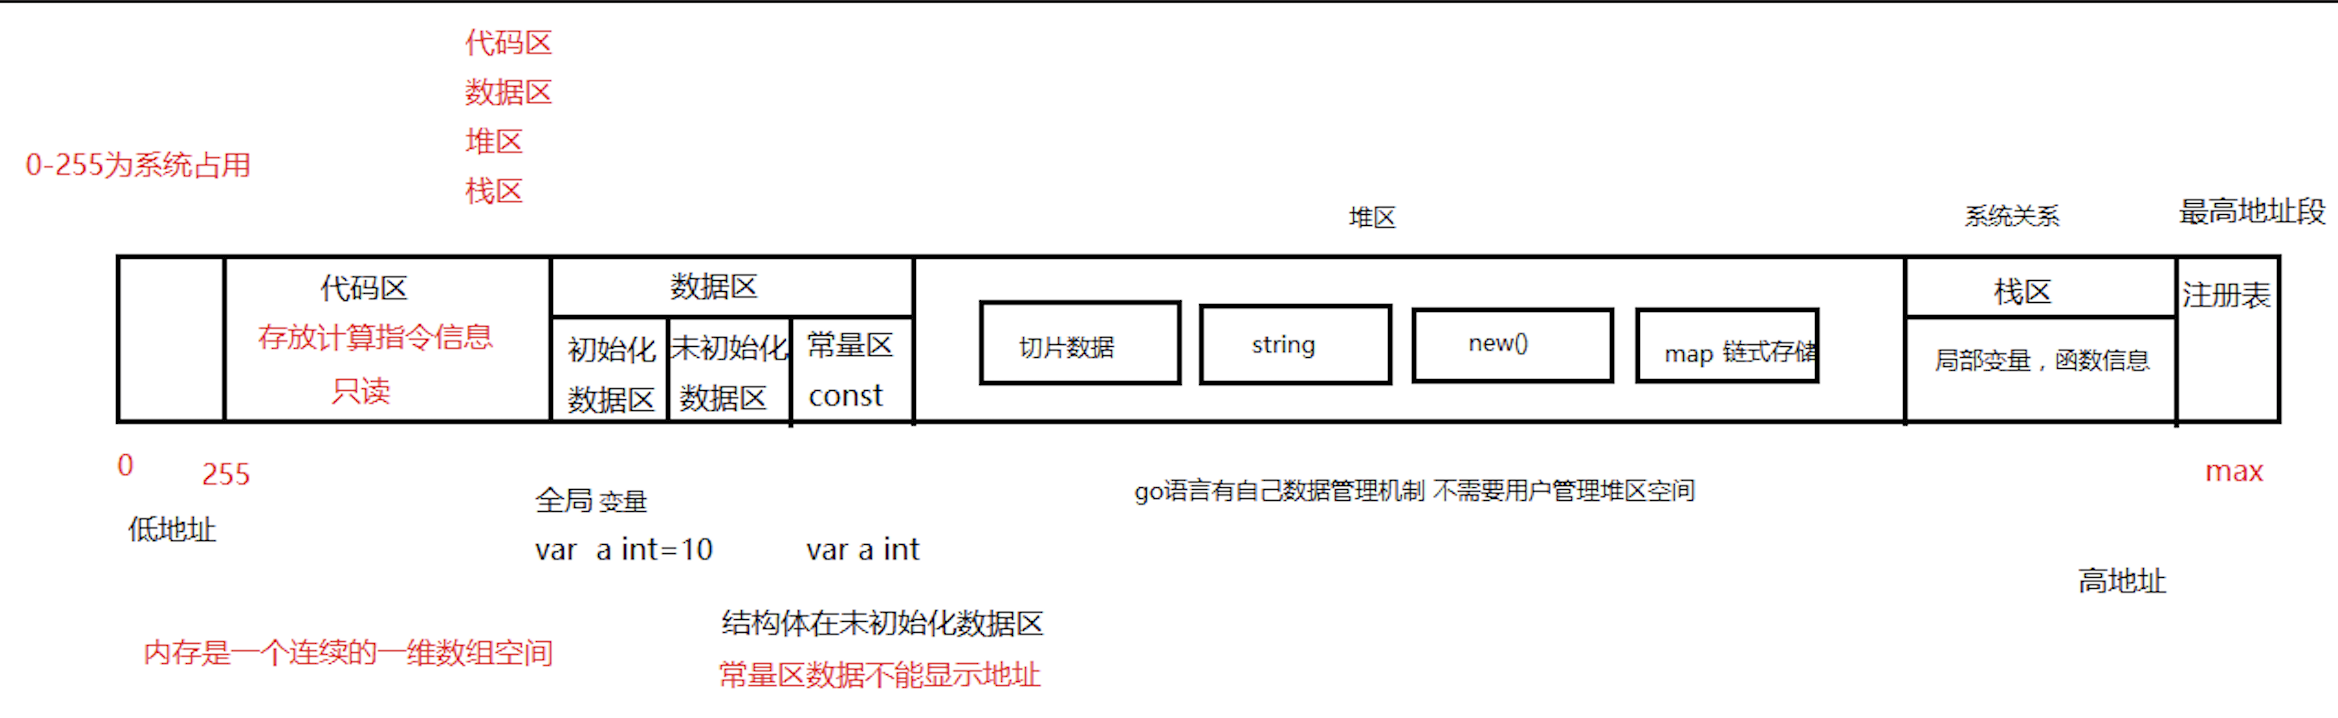 代码区
数据区
堆区
栈区
0-255为系统占用
堆区
系统关系
最高地址段
代码区
存放计算指令信息
只读
数据区
初始化
数据区
未初始化
数据区
常量区
const
切片数据
string
new()
map 链式存储
栈区
局部变量，函数信息
注册表
0
255
max
低地址
全局 变量
var a int=10
var a int
go语言有自己数据管理机制 不需要用户管理堆区空间
高地址
结构体在未初始化数据区
内存是一个连续的一维数组空间
常量区数据不能显示地址